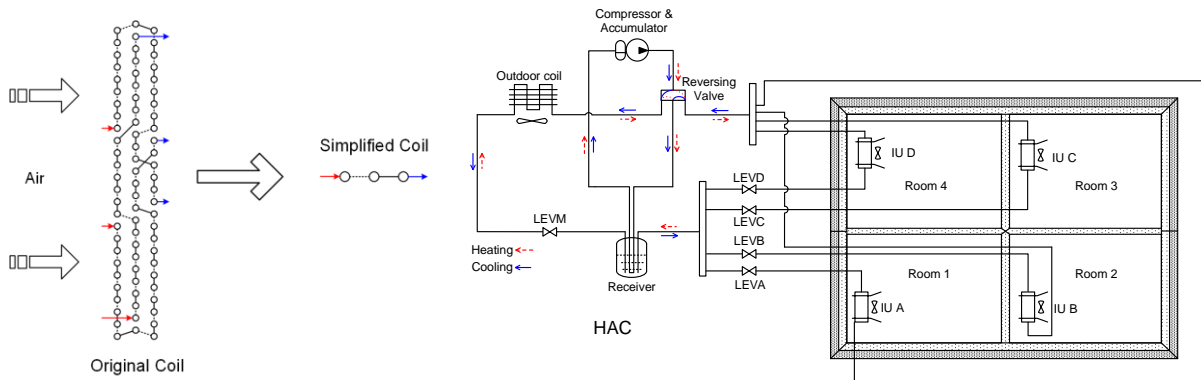 Air
Original Coil
Simplified Coil
Compressor &
Accumulator
Outdoor coil
Reversing
Valve
LEVM
Heating
Cooling
Receiver
HAC
LEVD
LEVC
LEVB
LEVA
IU D
Room 4
IU C
Room 3
Room 1
IU A
Room 2
IU B